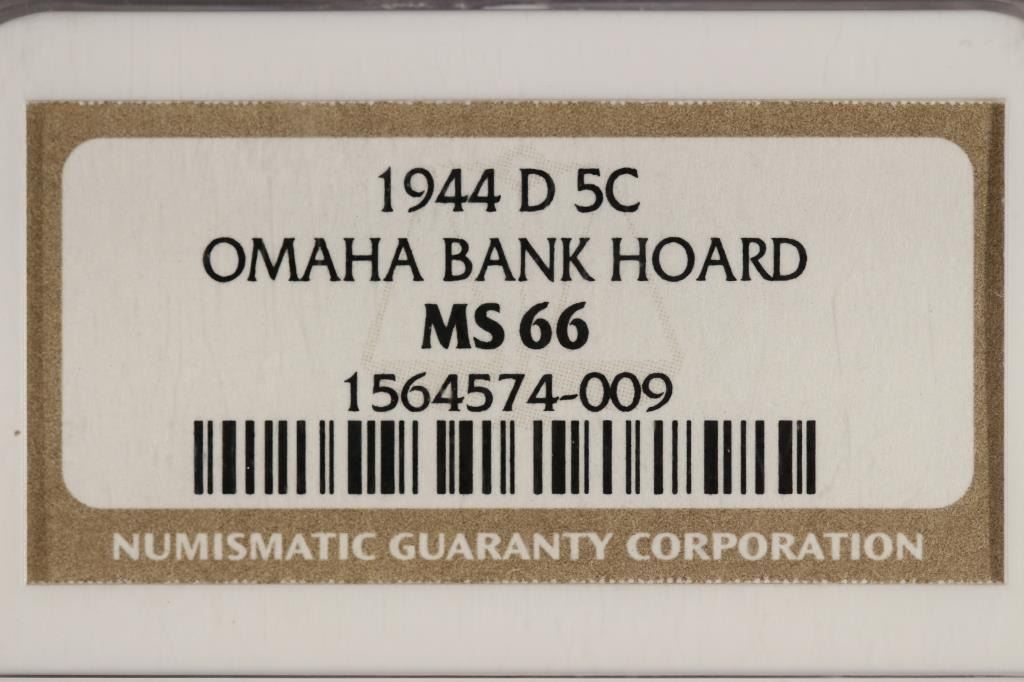 1944 D 5C
OMAHA BANK HOARD
MS 66
1564574-009
NUMISMATIC GUARANTY CORPORATION